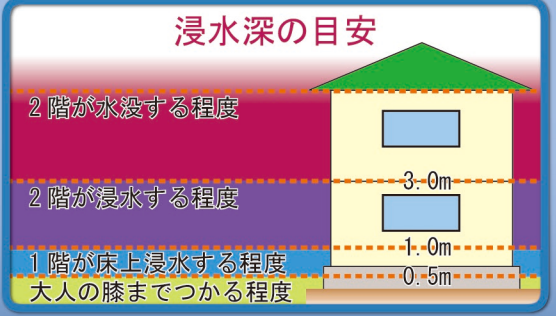 浸水深の目安
2階が水没する程度
3.0m
2階が浸水する程度
1.0m
1階が床上浸水する程度
0.5m
大人の膝までつかる程度